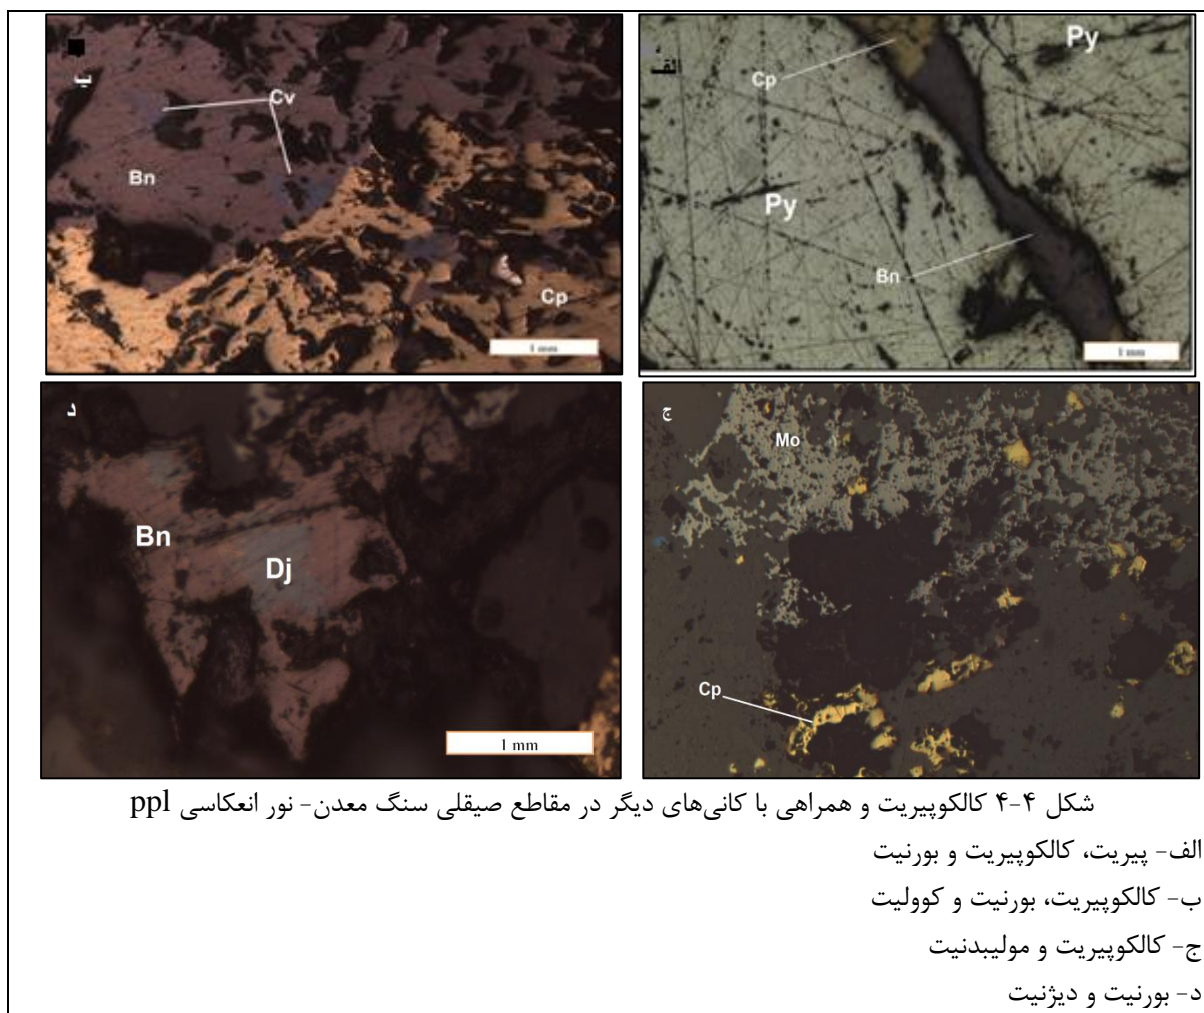 الف
Py
Cp
Py
Bn
1 mm
ب
Cv
Bn
Cp
1 mm
ج
Mo
Cp
د
Bn
Dj
1 mm
شکل ۴-۴ کالکوپیریت و همراهی با کانی‌های دیگر در مقاطع صیقلی سنگ معدن- نور انعکاسی ppl
الف- پیریت، کالکوپیریت و بورنیت
ب- کالکوپیریت، بورنیت و کوولیت
ج- کالکوپیریت و مولیبدنیت
د- بورنیت و دیژنیت